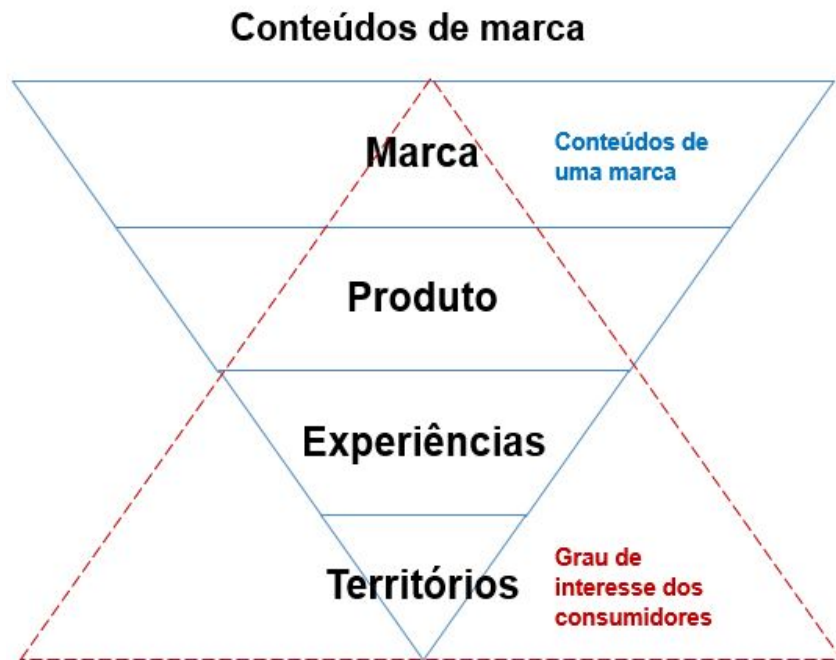 Conteúdos de marca
Marca
Conteúdos de
uma marca
Produto
Experiências
Territórios
Grau de
interesse dos
consumidores